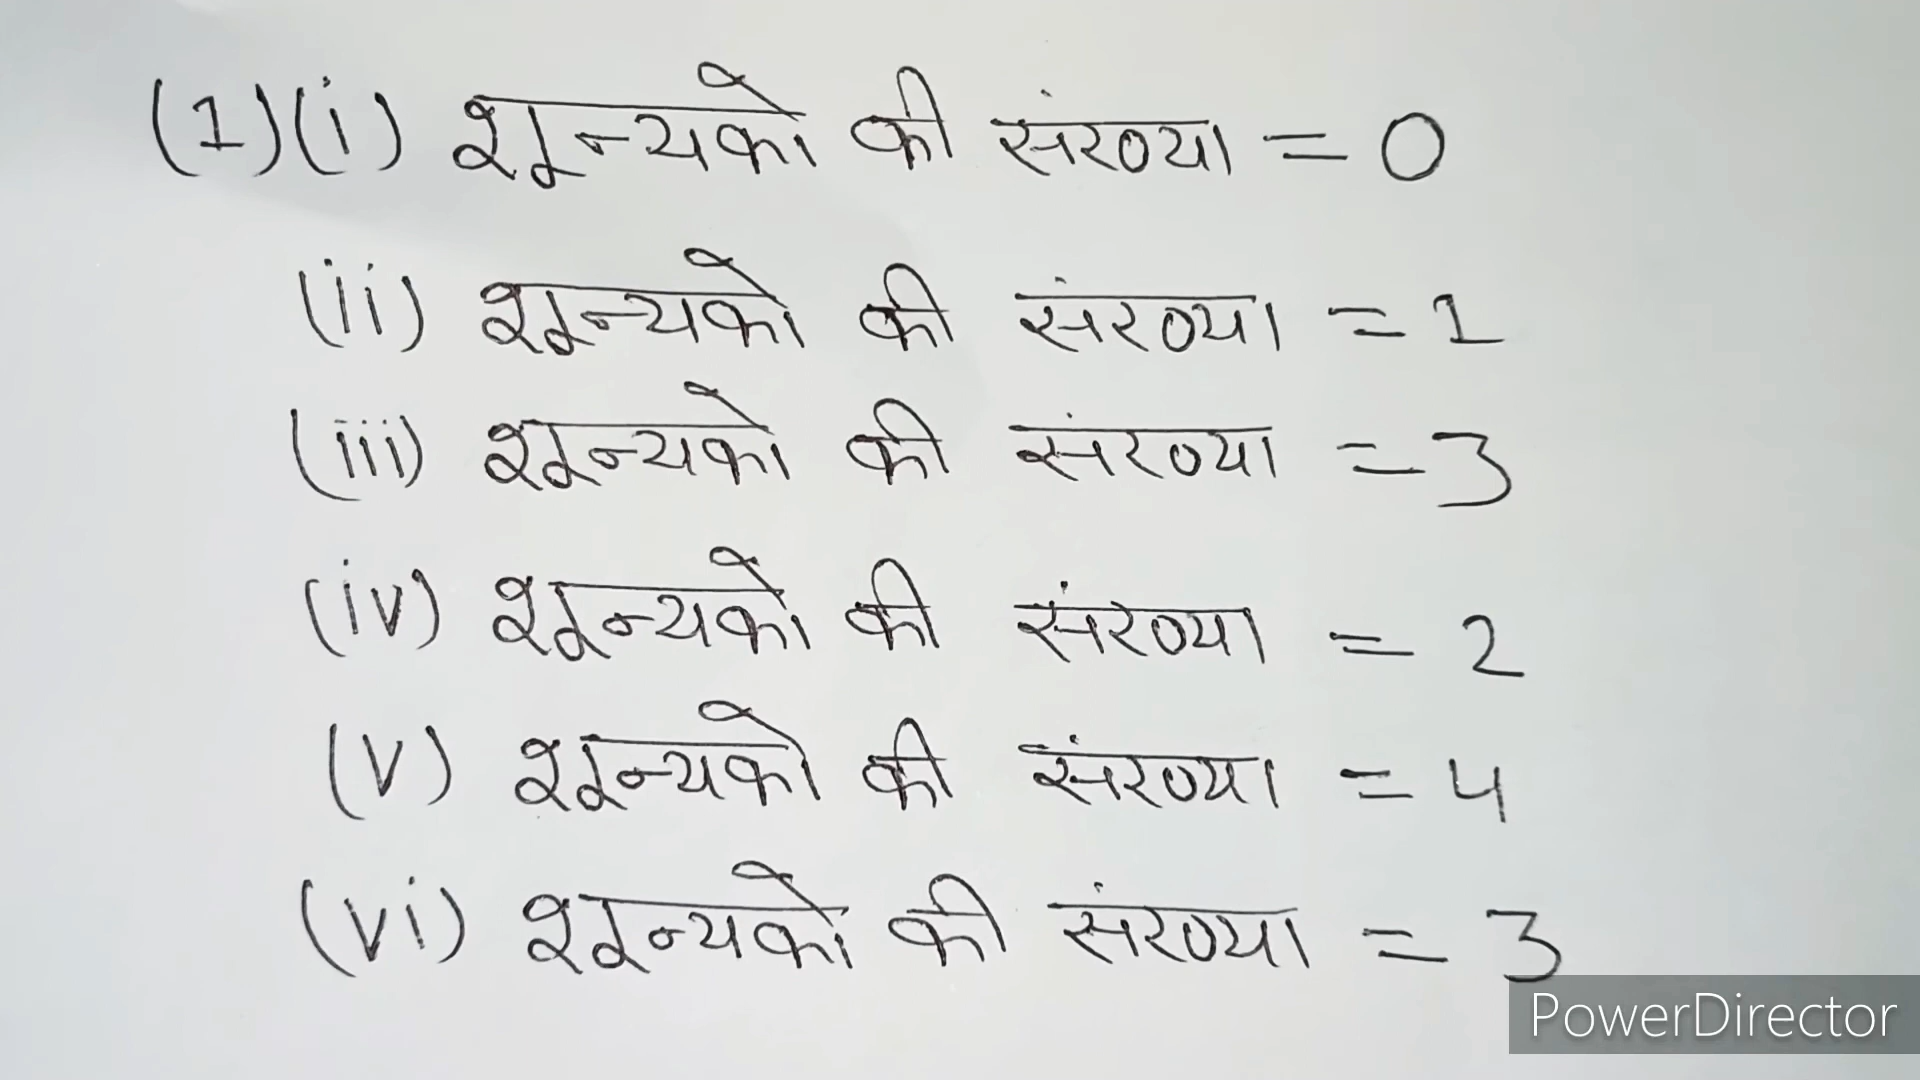 (1)(i) शून्यको की संख्या = 0
(ii) शून्यको की संख्या = 1
(iii) शून्यको की संख्या = 3
(iv) शून्यको की संख्या = 2
(v) शून्यको की संख्या = 4
(vi) शून्यको की संख्या = 3
PowerDirector